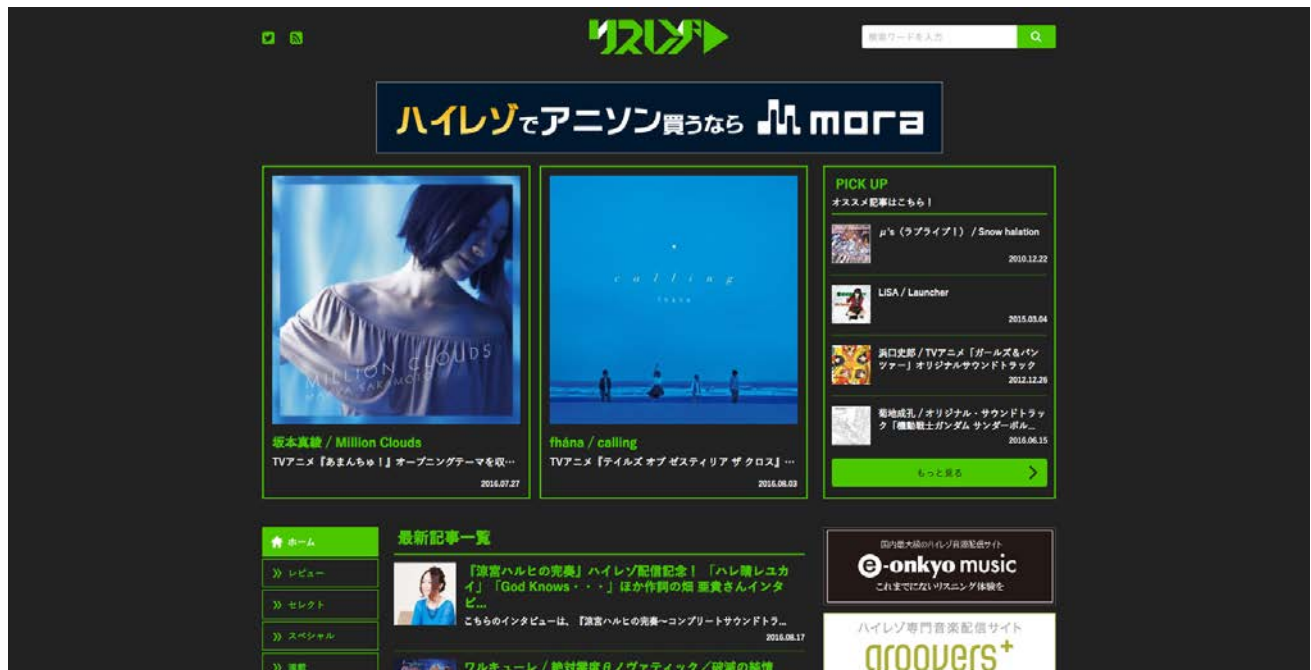 リスレゾ
検索ワードを入力
ハイレゾでアニソン買うなら mora
MILLION CLOUDS
MAAYA SAKAMOTO
坂本真綾 / Million Clouds
TVアニメ『あまんちゅ！』オープニングテーマを収…
2016.07.27
calling
fhána
fhána / calling
TVアニメ『テイルズ オブ ゼスティリア ザ クロス』…
2016.08.03
PICK UP
オススメ記事はこちら！
μ's（ラブライブ！） / Snow halation
2010.12.22
LiSA / Launcher
2015.03.04
浜口史郎 / TVアニメ「ガールズ＆パン
ツァー」オリジナルサウンドトラック
2012.12.26
菊地成孔 / オリジナル・サウンドトラッ
ク「機動戦士ガンダム サンダーボル...
2016.06.15
もっと見る
ホーム
レビュー
セレクト
スペシャル
連載
最新記事一覧
『涼宮ハルヒの完奏』ハイレゾ配信記念！ 「ハレ晴レユカ
イ」「God Knows・・・」ほか作詞の畑 亜貴さんインタ
ビ...
こちらのインタビューは、『涼宮ハルヒの完奏〜コンプリートサウンドトラ...
2016.08.17
ワルキューレ / 絶対零度θノヴァティック／破滅の純情
国内最大級のハイレゾ音源配信サイト
e-onkyo music
これまでにないリスニング体験を
ハイレゾ専門音楽配信サイト
groovers+